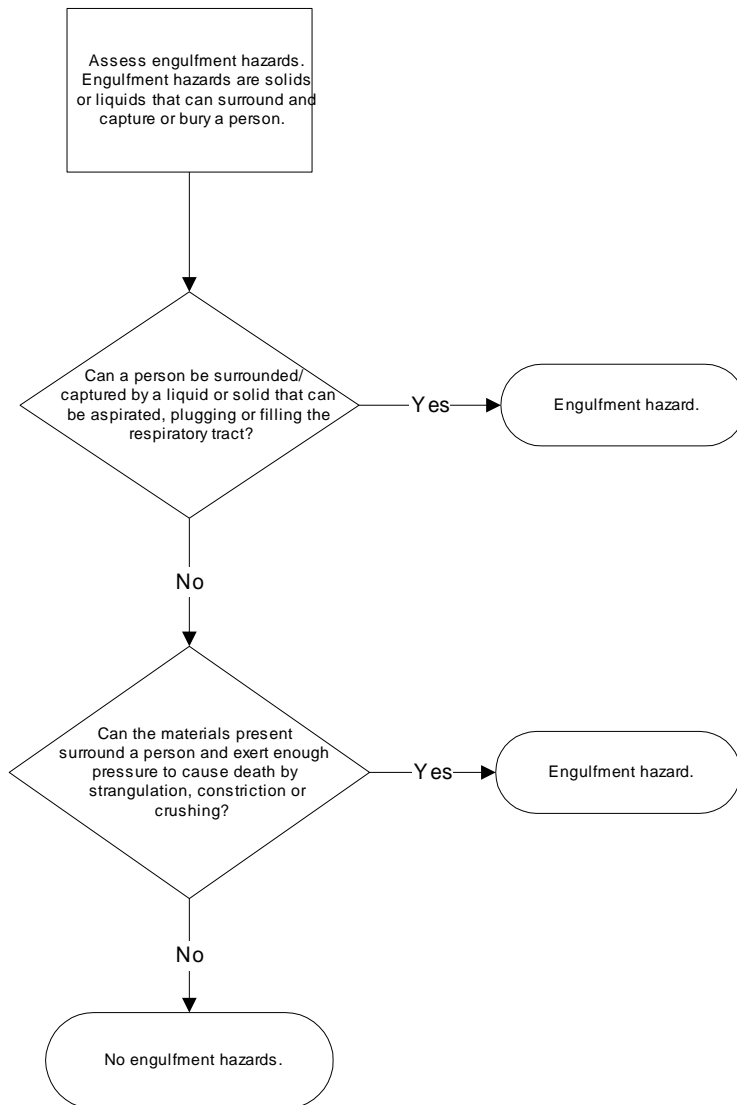 Assess engulfment hazards.
Engulfment hazards are solids
or liquids that can surround and
capture or bury a person.
Can a person be surrounded/
captured by a liquid or solid that can
be aspirated, plugging or filling the
respiratory tract?
Yes
Engulfment hazard.
No
Can the materials present
surround a person and exert enough
pressure to cause death by
strangulation, constriction or
crushing?
Yes
Engulfment hazard.
No
No engulfment hazards.